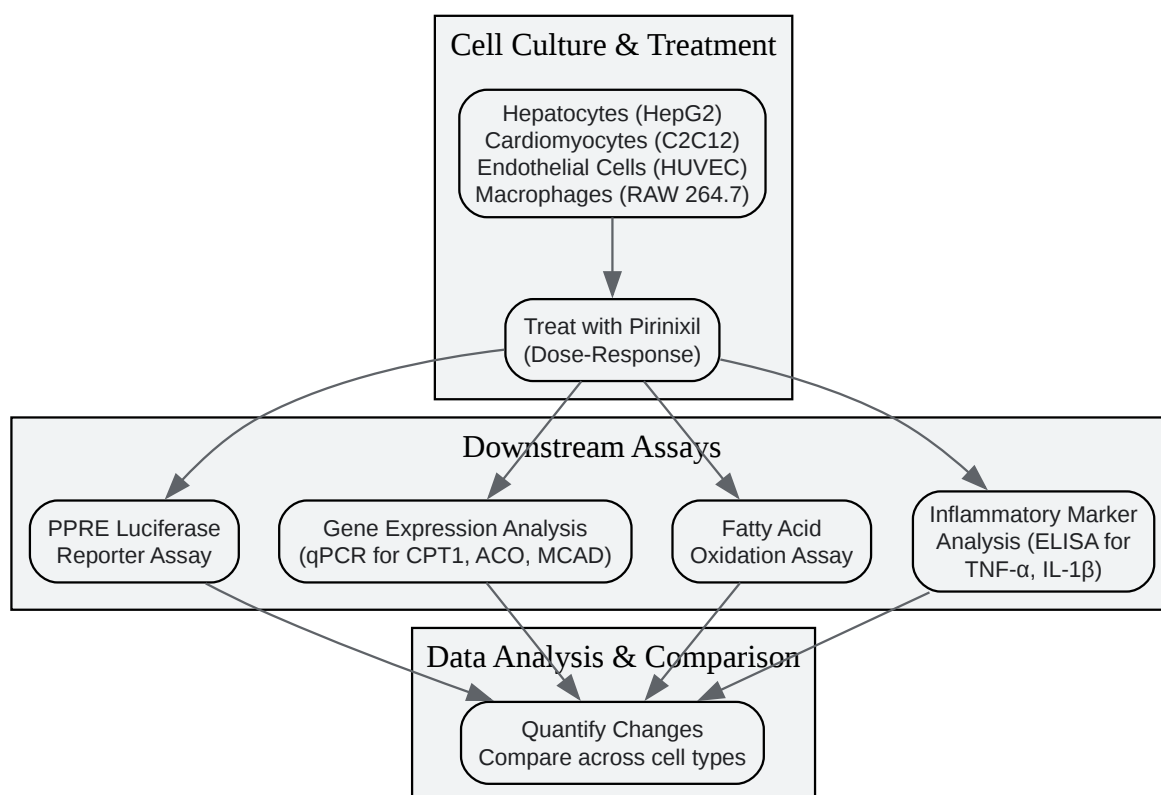 Cell Culture & Treatment
Hepatocytes (HepG2)
Cardiomyocytes (C2C12)
Endothelial Cells (HUVEC)
Macrophages (RAW 264.7)
Treat with Pirinixil
(Dose-Response)
Downstream Assays
PPRE Luciferase
Reporter Assay
Gene Expression Analysis
(qPCR for CPT1, ACO, MCAD)
Fatty Acid
Oxidation Assay
Inflammatory Marker
Analysis (ELISA for
TNF-α, IL-1β)
Data Analysis & Comparison
Quantify Changes
Compare across cell types